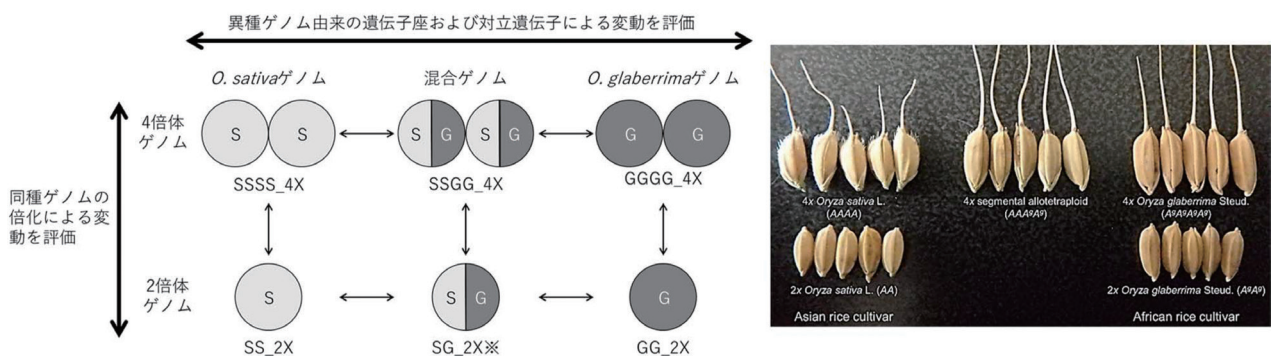 異種ゲノム由来の遺伝子座および対立遺伝子による変動を評価
O. sativaゲノム
混合ゲノム
O. glaberrimaゲノム
4倍体
ゲノム
S
S
S
G
S
G
G
G
SSSS_4X
SSGG_4X
GGGG_4X
同種ゲノムの
倍化による変
動を評価
2倍体
ゲノム
S
S
G
G
SS_2X
SG_2X※
GG_2X
4x Oryza sativa L.
(AAAA)
4x segmental allotetraploid
(AAAᵍAᵍ)
4x Oryza glaberrima Steud.
(AᵍAᵍAᵍAᵍ)
2x Oryza sativa L. (AA)
2x Oryza glaberrima Steud. (AᵍAᵍ)
Asian rice cultivar
African rice cultivar